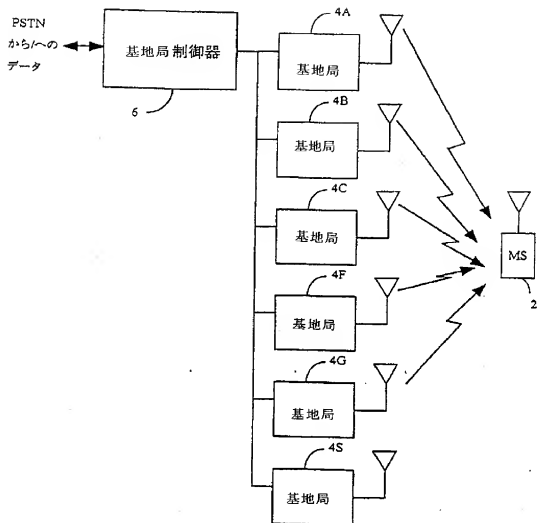 PSTN
から/への
データ
基地局制御器
6
4A
基地局
4B
基地局
4C
基地局
4F
基地局
4G
基地局
4S
基地局
MS
2